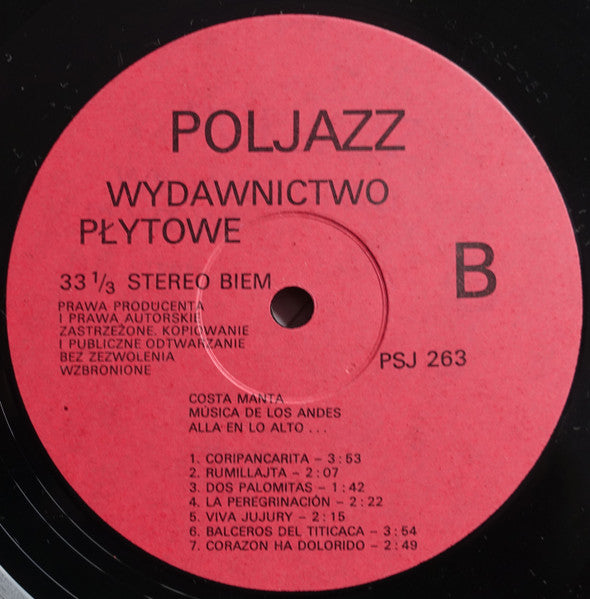 POLJAZZ
WYDAWNICTWO
PŁYTOWE
B
33 1/3 STEREO BIEM
PRAWA PRODUCENTA
I PRAWA AUTORSKIE
ZASTRZEŻONE. KOPIOWANIE
I PUBLICZNE ODTWARZANIE
BEZ ZEZWOLENIA
WZBRONIONE
PSJ 263
COSTA MANTA
MÚSICA DE LOS ANDES
ALLA EN LO ALTO . . .
1. CORIPANCARITA – 3 : 53
2. RUMILLAJTA – 2 : 07
3. DOS PALOMITAS – 1 : 42
4. LA PEREGRINACIÓN – 2 : 22
5. VIVA JUJURY – 2 : 15
6. BALCEROS DEL TITICACA – 3 : 54
7. CORAZON HA DOLORIDO – 2 : 49